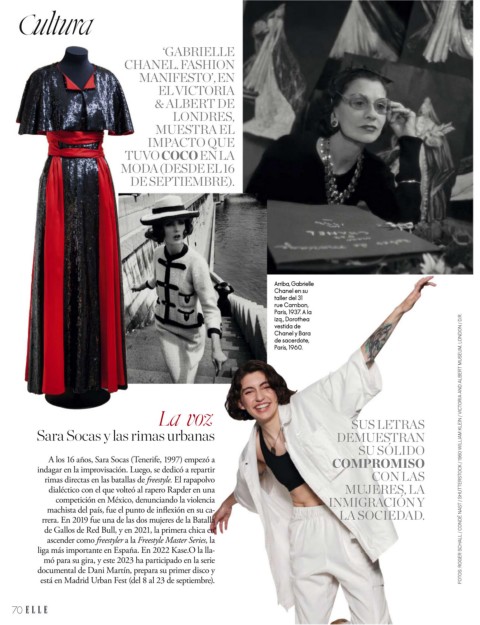 Cultura
'GABRIELLE
CHANEL. FASHION
MANIFESTO', EN
EL VICTORIA
& ALBERT DE
LONDRES,
MUESTRA EL
IMPACTO QUE
TUVO COCO EN LA
MODA (DESDE EL 16
DE SEPTIEMBRE).
Arriba, Gabrielle
Chanel en su
taller del 31
rue Cambon,
París, 1937. A la
izq., Dorothea
vestida de
Chanel y Bara
de sacerdote,
París, 1960.
La voz
Sara Socas y las rimas urbanas
A los 16 años, Sara Socas (Tenerife, 1997) empezó a
indagar en la improvisación. Luego, se dedicó a repartir
rimas directas en las batallas de freestyle. El rapapolvo
dialéctico con el que volteó al rapero Rapder en una
competición en México, denunciando la violencia
machista del país, fue el punto de inflexión en su ca-
rrera. En 2019 fue una de las dos mujeres de la Batalla
de Gallos de Red Bull, y en 2021, la primera chica en
ascender como freestyler a la Freestyle Master Series, la
liga más importante en España. En 2022 Kase.O la lla-
mó para su gira, y este 2023 ha participado en la serie
documental de Dani Martín, prepara su primer disco y
está en Madrid Urban Fest (del 8 al 23 de septiembre).
SUS LETRAS
DEMUESTRAN
SU SÓLIDO
COMPROMISO
CON LAS
MUJERES, LA
INMIGRACIÓN Y
LA SOCIEDAD.
FOTOS: ROGER SCHALL / CONDÉ NAST / SHUTTERSTOCK / 1960 WILLIAM KLEIN / VICTORIA AND ALBERT MUSEUM, LONDON / D.R.
70 ELLE